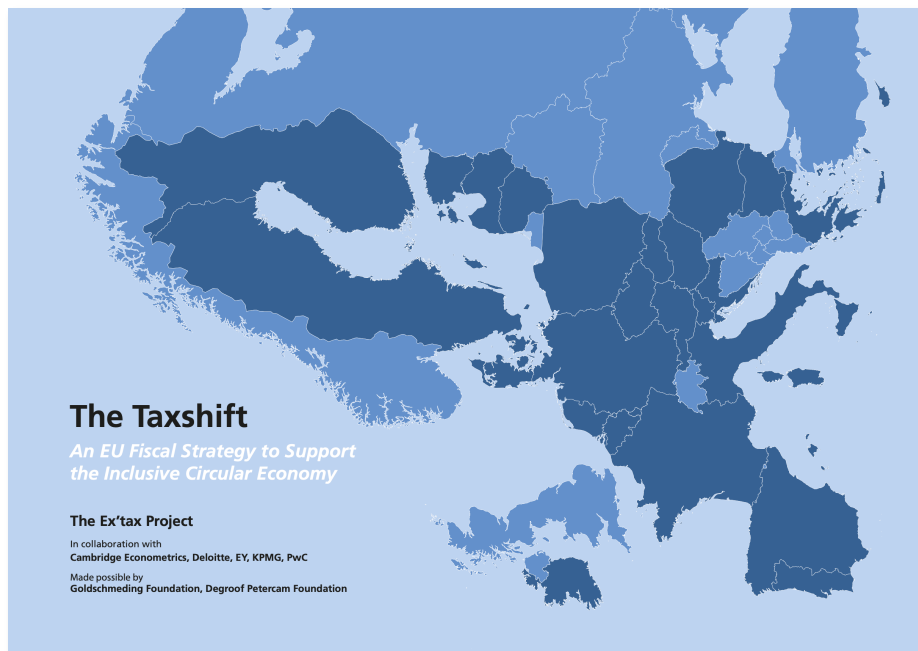 The Taxshift
An EU Fiscal Strategy to Support
the Inclusive Circular Economy
The Ex’tax Project
In collaboration with
Cambridge Econometrics, Deloitte, EY, KPMG, PwC
Made possible by
Goldschmeding Foundation, Degroof Petercam Foundation